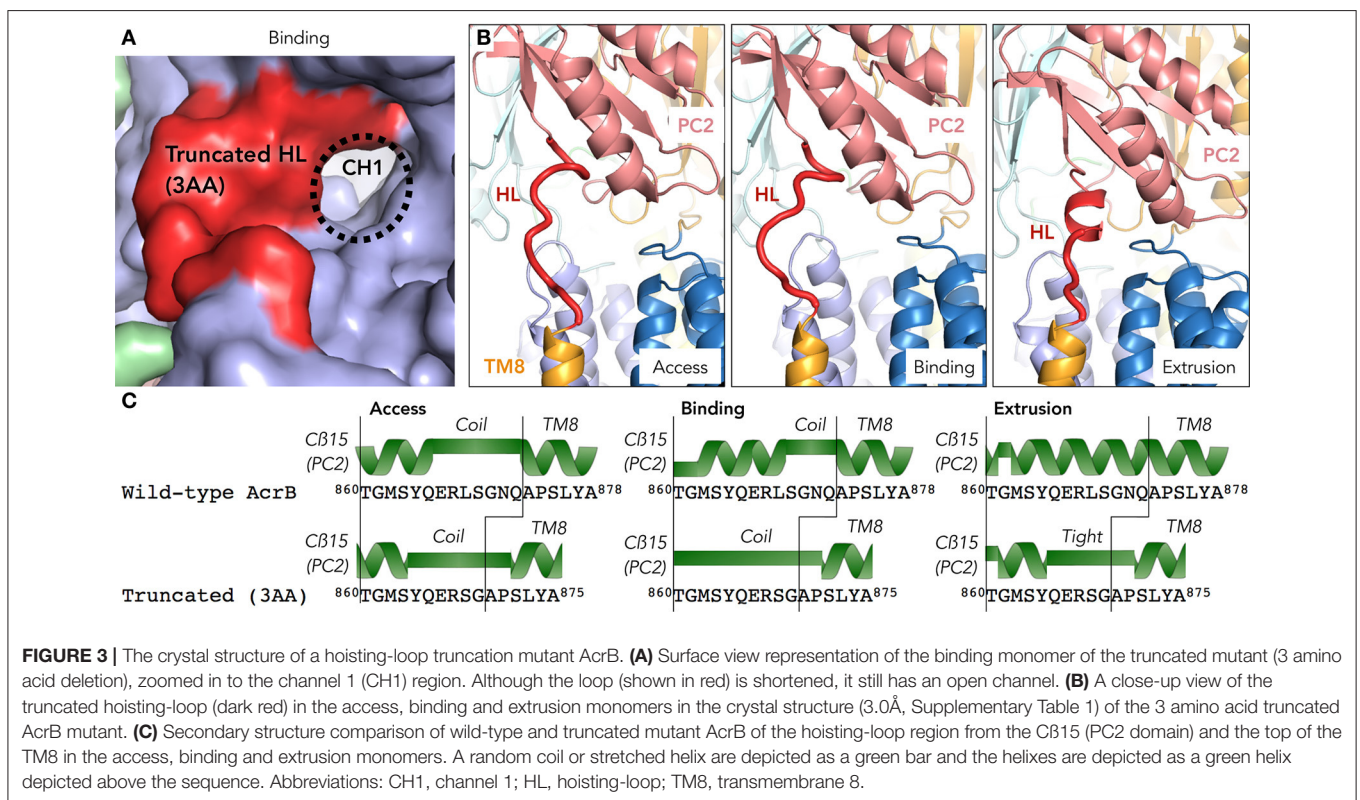 A
Binding
Truncated HL
(3AA)
CH1
B
PC2
HL
TM8
Access
PC2
HL
Binding
PC2
HL
Extrusion
C
Access
Binding
Extrusion
Cß15
(PC2)
Coil
TM8
Cß15
(PC2)
Coil
TM8
Cß15
(PC2)
TM8
Wild-type AcrB
860TGMSYQERLSGNQAPSLYA878
860TGMSYQERLSGNQAPSLYA878
860TGMSYQERLSGNQAPSLYA878
Cß15
(PC2)
Coil
TM8
Cß15
(PC2)
Coil
TM8
Cß15
(PC2)
Tight
TM8
Truncated (3AA)
860TGMSYQERSGAPSLYA875
860TGMSYQERSGAPSLYA875
860TGMSYQERSGAPSLYA875
FIGURE 3 | The crystal structure of a hoisting-loop truncation mutant AcrB. (A) Surface view representation of the binding monomer of the truncated mutant (3 amino
acid deletion), zoomed in to the channel 1 (CH1) region. Although the loop (shown in red) is shortened, it still has an open channel. (B) A close-up view of the
truncated hoisting-loop (dark red) in the access, binding and extrusion monomers in the crystal structure (3.0Å, Supplementary Table 1) of the 3 amino acid truncated
AcrB mutant. (C) Secondary structure comparison of wild-type and truncated mutant AcrB of the hoisting-loop region from the Cß15 (PC2 domain) and the top of the
TM8 in the access, binding and extrusion monomers. A random coil or stretched helix are depicted as a green bar and the helixes are depicted as a green helix
depicted above the sequence. Abbreviations: CH1, channel 1; HL, hoisting-loop; TM8, transmembrane 8.